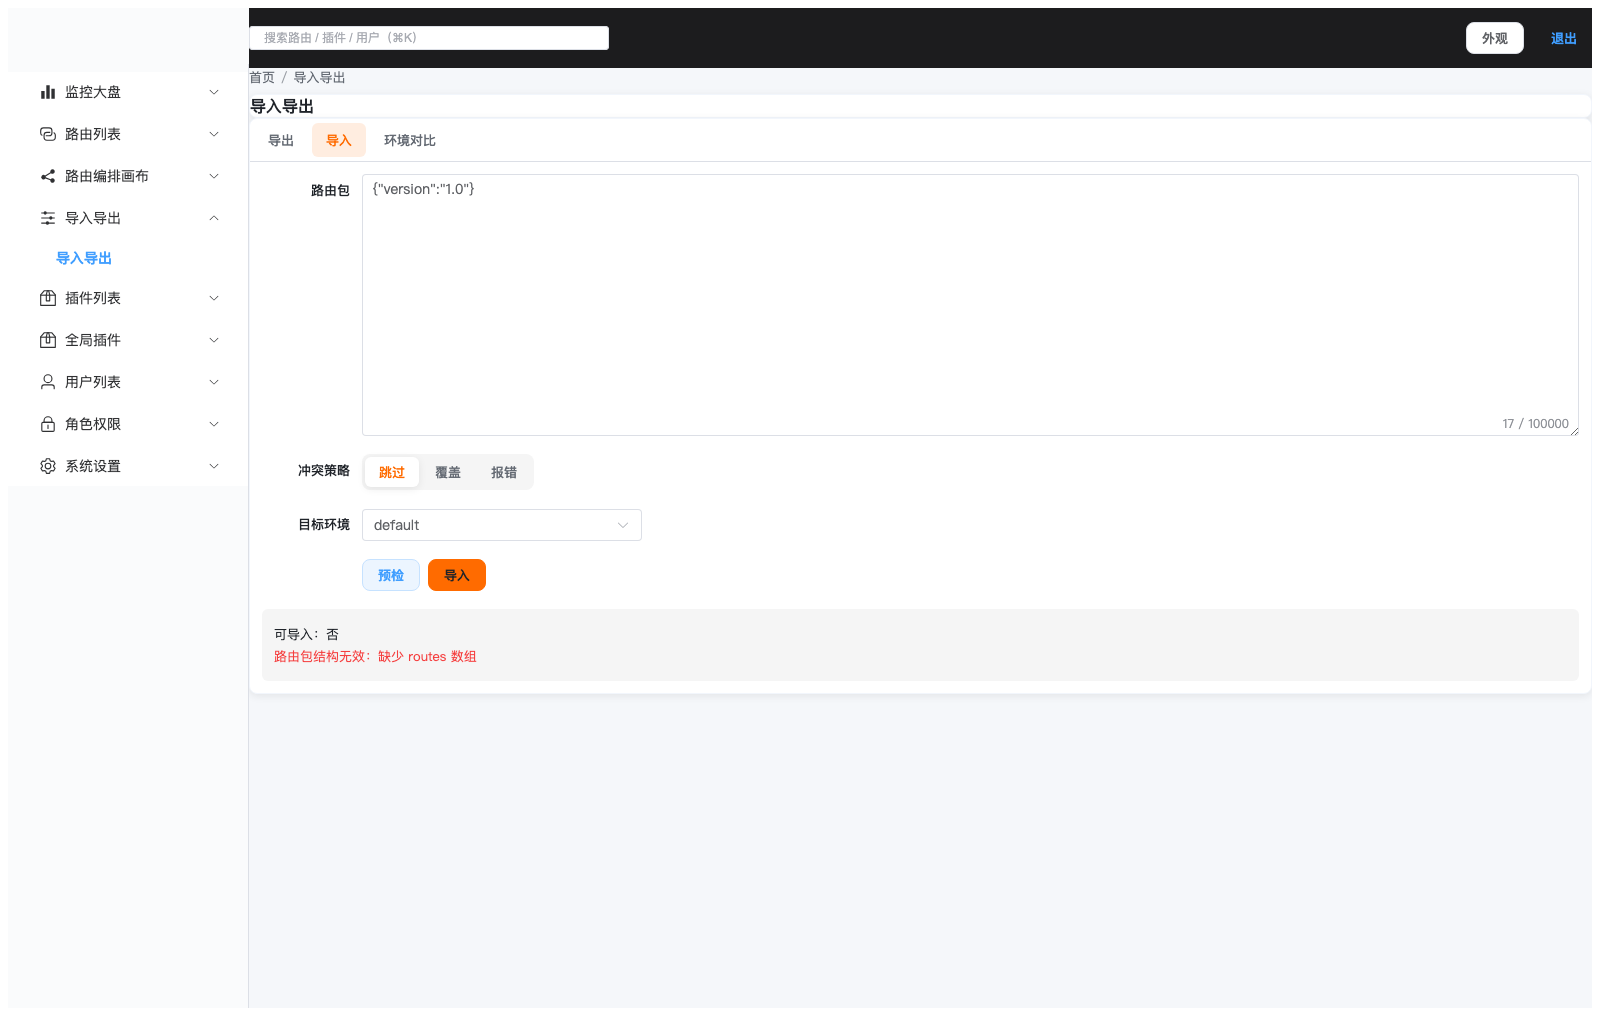 搜索路由 / 插件 / 用户（⌘K）
外观
退出
监控大盘
路由列表
路由编排画布
导入导出
导入导出
插件列表
全局插件
用户列表
角色权限
系统设置
首页 / 导入导出
导入导出
导出 导入 环境对比
路由包
{"version":"1.0"}
17 / 100000
冲突策略
跳过 覆盖 报错
目标环境
default
预检 导入
可导入：否
路由包结构无效：缺少 routes 数组